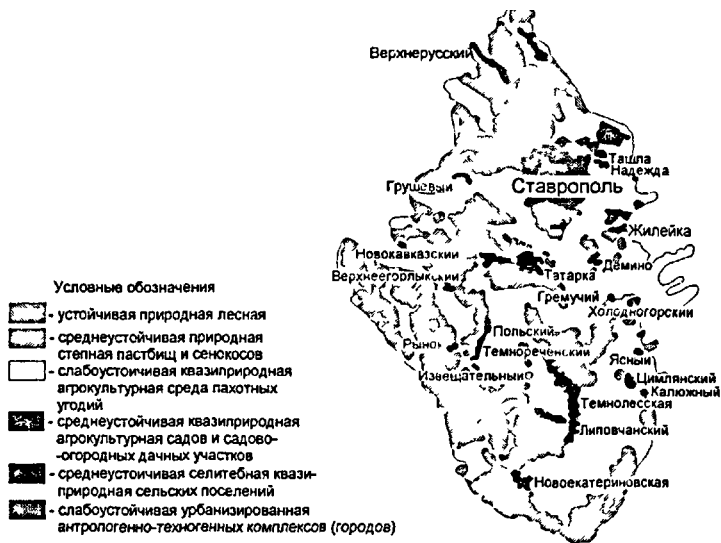 Верхнерусский
Ташла
Надежда
Грушевый
Ставрополь
Жилейка
Новокавказский
Демино
Верхнеегорлыкский
Татарка
Гремучий
Холодногорский
Польский
Рынок
Темнореченский
Ясный
Извещательный
Цимлянский
Калюжный
Темнолесская
Липовчанский
Новоекатериновская
Условные обозначения
- устойчивая природная лесная
- среднеустойчивая природная
степная пастбищ и сенокосов
- слабоустойчивая квазиприродная
агрокультурная среда пахотных
угодий
- среднеустойчивая квазиприродная
агрокультурная садов и садово-
-огородных дачных участков
- среднеустойчивая селитебная квази-
природная сельских поселений
- слабоустойчивая урбанизированная
антропогенно-техногенных комплексов (городов)